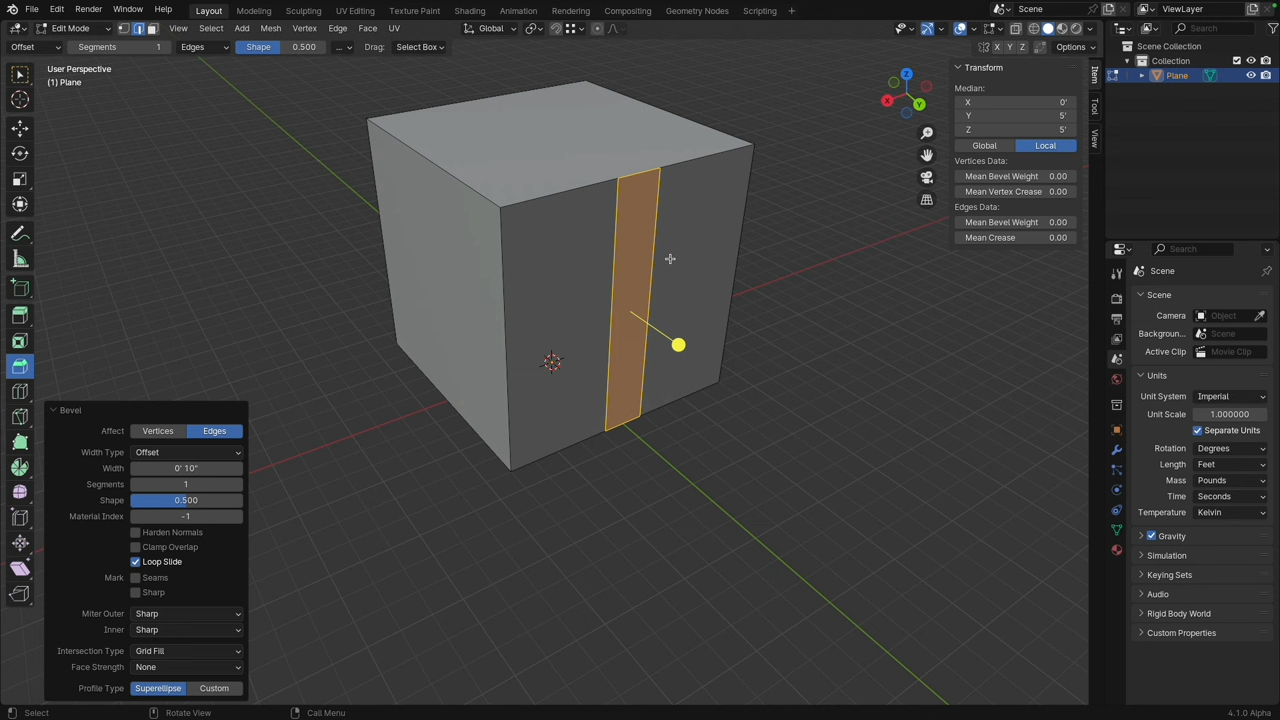 File Edit Render Window Help Layout Modeling Sculpting UV Editing Texture Paint Shading Animation Rendering Compositing Geometry Nodes Scripting + Scene ViewLayer
Edit Mode View Select Add Mesh Vertex Edge Face UV Global Search
Offset Segments 1 Edges Shape 0.500 ... Drag: Select Box X Y Z Options
Scene Collection
Collection
Plane
User Perspective
(1) Plane
Z
X
Y
Transform
Median:
X 0'
Y 5'
Z 5'
Global Local
Vertices Data:
Mean Bevel Weight 0.00
Mean Vertex Crease 0.00
Edges Data:
Mean Bevel Weight 0.00
Mean Crease 0.00
Item
Tool
View
Search
Scene
Scene
Camera Object
Backgroun... Scene
Active Clip Movie Clip
Units
Unit System Imperial
Unit Scale 1.000000
Separate Units
Rotation Degrees
Length Feet
Mass Pounds
Time Seconds
Temperature Kelvin
Gravity
Simulation
Keying Sets
Audio
Rigid Body World
Custom Properties
Bevel
Affect Vertices Edges
Width Type Offset
Width 0' 10"
Segments 1
Shape 0.500
Material Index -1
Harden Normals
Clamp Overlap
Loop Slide
Mark Seams
Sharp
Miter Outer Sharp
Inner Sharp
Intersection Type Grid Fill
Face Strength None
Profile Type Superellipse Custom
Select Rotate View Call Menu 4.1.0 Alpha